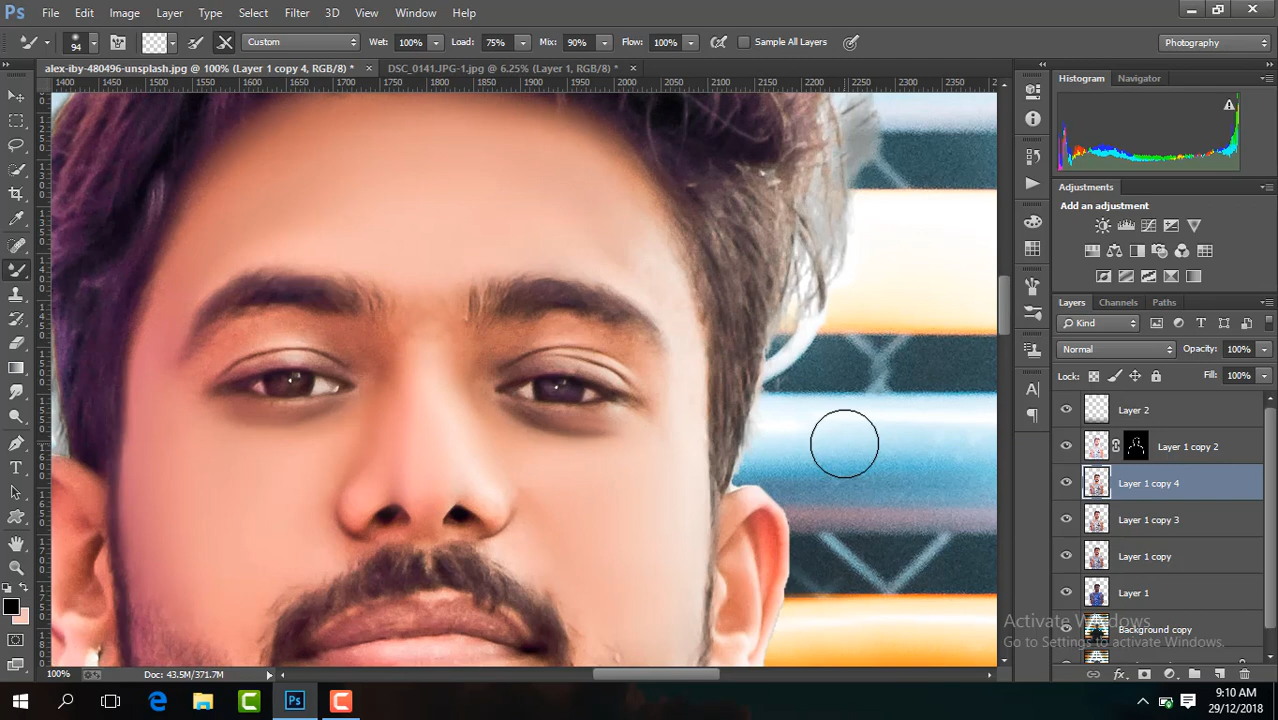 Ps File Edit Image Layer Type Select Filter 3D View Window Help
94 Custom Wet: 100% Load: 75% Mix: 90% Flow: 100% Sample All Layers Photography
alex-iby-480496-unsplash.jpg @ 100% (Layer 1 copy 4, RGB/8) * × DSC_0141.JPG-1.jpg @ 6.25% (Layer 1, RGB/8) * ×
1400 1450 1500 1550 1600 1650 1700 1750 1800 1850 1900 1950 2000 2050 2100 2150 2200 2250 2300 2350
Histogram Navigator
Adjustments
Add an adjustment
Layers Channels Paths
Kind
Normal Opacity: 100%
Lock: Fill: 100%
Layer 2
Layer 1 copy 2
Layer 1 copy 4
Layer 1 copy 3
Layer 1 copy
Layer 1
Background copy
Activate Windows
Go to Settings to activate Windows.
100% Doc: 43.5M/371.7M
9:10 AM
29/12/2018